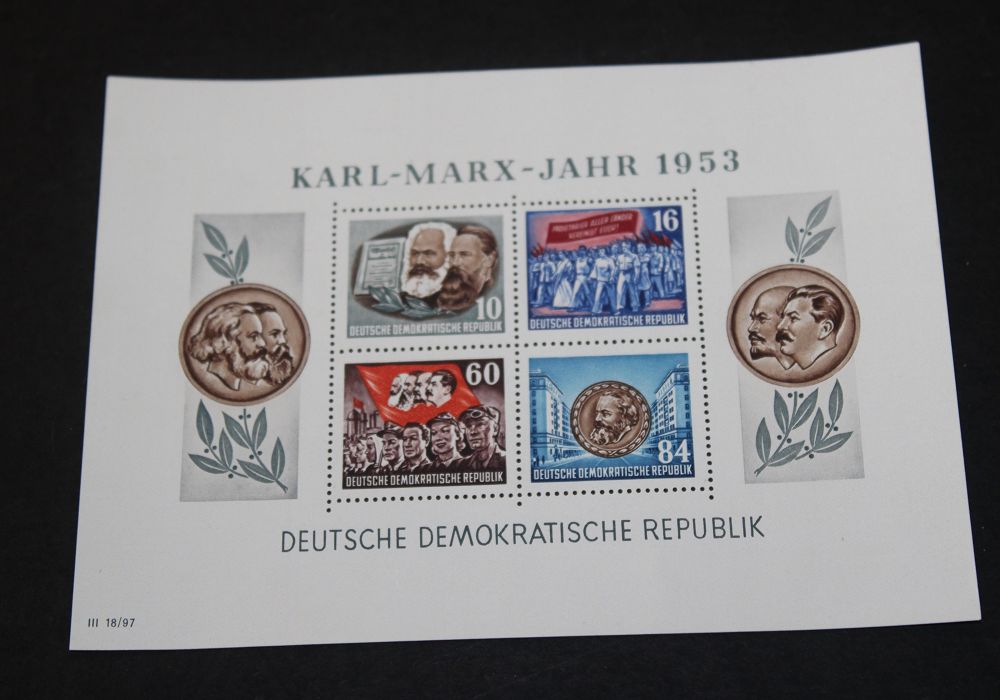 KARL-MARX-JAHR 1953
10
DEUTSCHE DEMOKRATISCHE REPUBLIK
PROLETARIER ALLER LÄNDER
VEREINIGT EUCH!
16
DEUTSCHE DEMOKRATISCHE REPUBLIK
60
DEUTSCHE DEMOKRATISCHE REPUBLIK
84
DEUTSCHE DEMOKRATISCHE REPUBLIK
DEUTSCHE DEMOKRATISCHE REPUBLIK
III 18/97